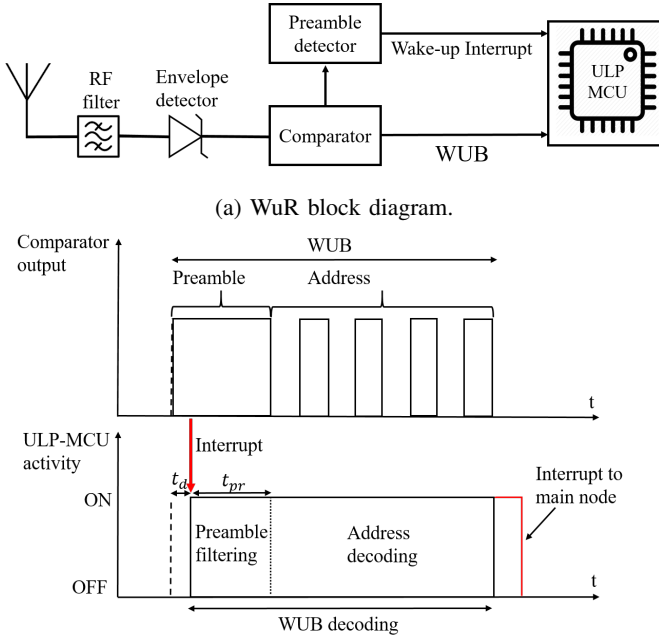 Preamble
detector
Wake-up Interrupt
ULP
MCU
RF
filter
Envelope
detector
Comparator
WUB
(a) WuR block diagram.
Comparator
output
WUB
Preamble
Address
t
ULP-MCU
activity
Interrupt
t_d
t_pr
Interrupt to
main node
ON
Preamble
filtering
Address
decoding
OFF
t
WUB decoding